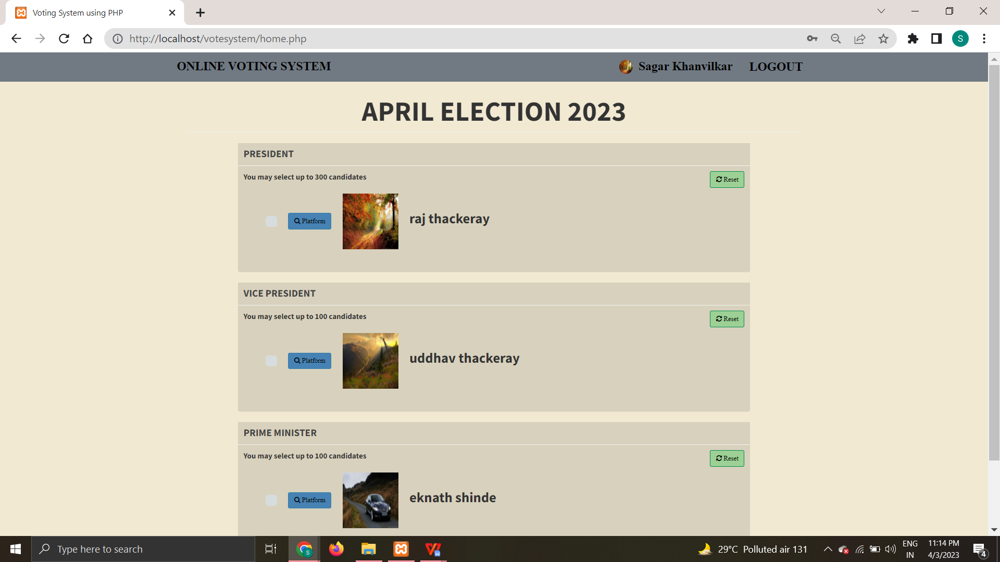 Voting System using PHP
http://localhost/votesystem/home.php
S
ONLINE VOTING SYSTEM
Sagar Khanvilkar
LOGOUT
APRIL ELECTION 2023
PRESIDENT
You may select up to 300 candidates
Reset
Platform
raj thackeray
VICE PRESIDENT
You may select up to 100 candidates
Reset
Platform
uddhav thackeray
PRIME MINISTER
You may select up to 100 candidates
Reset
Platform
eknath shinde
Type here to search
S
W
29°C Polluted air 131
ENG
IN
11:14 PM
4/3/2023
4